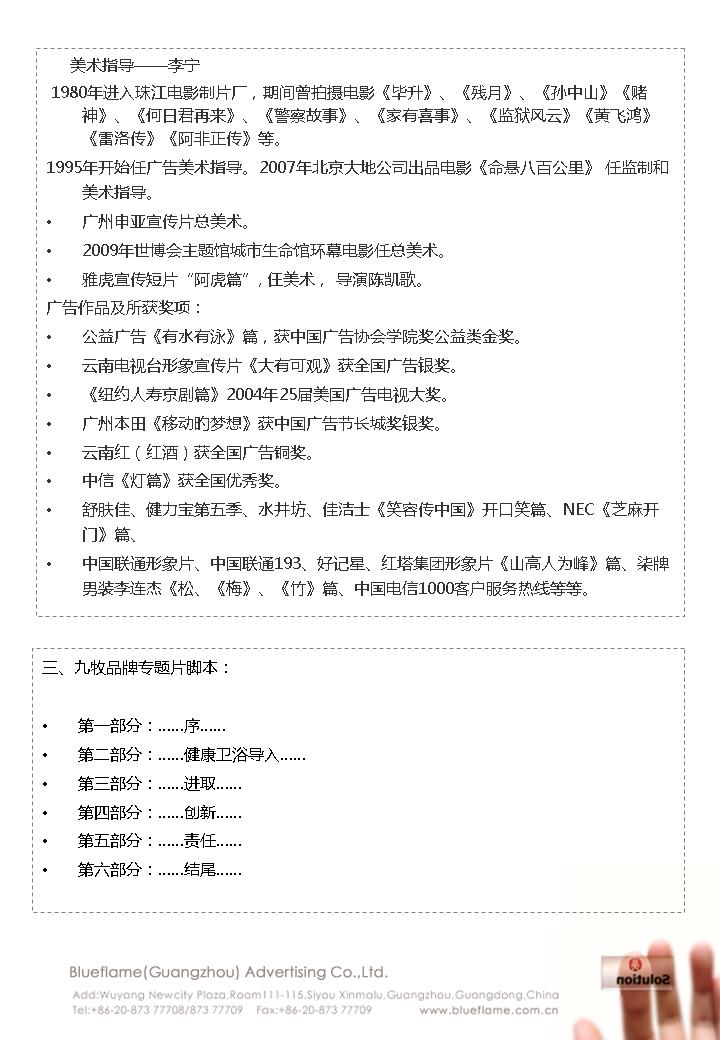 美术指导——李宁
1980年进入珠江电影制片厂，期间曾拍摄电影《毕升》、《残月》、《孙中山》《赌
神》、《何日君再来》、《警察故事》、《家有喜事》、《监狱风云》《黄飞鸿》
《雷洛传》《阿非正传》等。
1995年开始任广告美术指导。2007年北京大地公司出品电影《命悬八百公里》 任监制和
美术指导。
• 广州申亚宣传片总美术。
• 2009年世博会主题馆城市生命馆环幕电影任总美术。
• 雅虎宣传短片“阿虎篇”，任美术， 导演陈凯歌。
广告作品及所获奖项：
• 公益广告《有水有泳》篇，获中国广告协会学院奖公益类金奖。
• 云南电视台形象宣传片《大有可观》获全国广告银奖。
• 《纽约人寿京剧篇》2004年25届美国广告电视大奖。
• 广州本田《移动的梦想》获中国广告节长城奖银奖。
• 云南红（红酒）获全国广告铜奖。
• 中信《灯篇》获全国优秀奖。
• 舒肤佳、健力宝第五季、水井坊、佳洁士《笑容传中国》开口笑篇、NEC《芝麻开
门》篇、
• 中国联通形象片、中国联通193、好记星、红塔集团形象片《山高人为峰》篇、柒牌
男装李连杰《松、《梅》、《竹》篇、中国电信1000客户服务热线等等。
三、九牧品牌专题片脚本：
• 第一部分：……序……
• 第二部分：……健康卫浴导入……
• 第三部分：……进取……
• 第四部分：……创新……
• 第五部分：……责任……
• 第六部分：……结尾……
Blueflame(Guangzhou) Advertising Co.,Ltd.
Add:Wuyang Newcity Plaza,Room111-115,Siyou Xinmalu,Guangzhou,Guangdong,China
Tel:+86-20-873 77708/873 77709 Fax:+86-20-873 77709 www.blueflame.com.cn
Solution